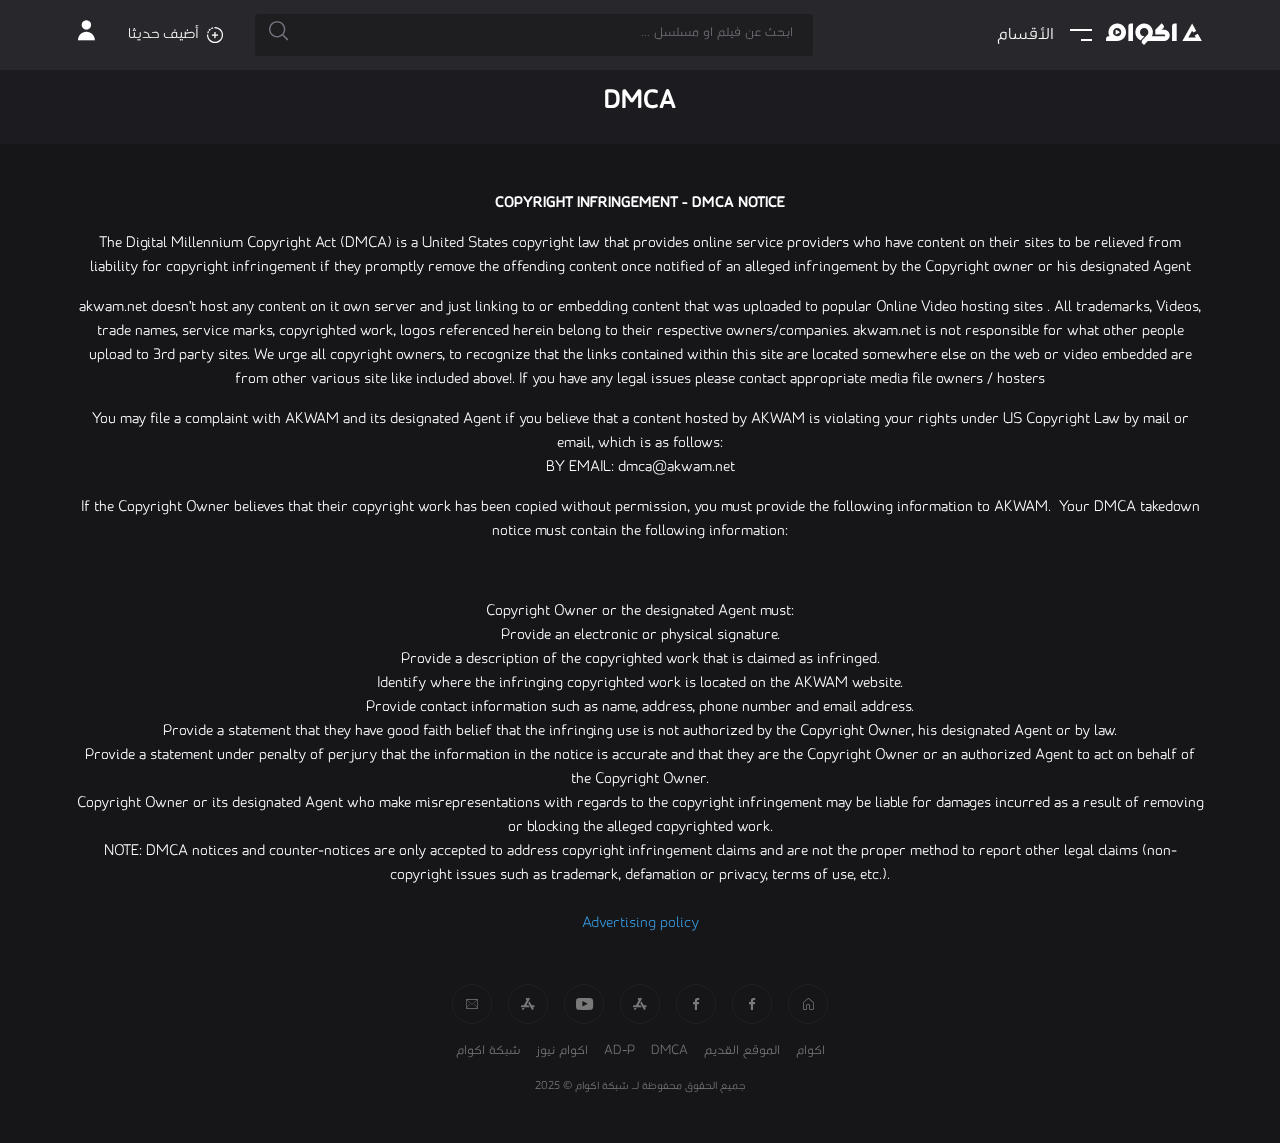 اكوام
الأقسام
ابحث عن فيلم او مسلسل ...
أضيف حديثا
DMCA
COPYRIGHT INFRINGEMENT - DMCA NOTICE
The Digital Millennium Copyright Act (DMCA) is a United States copyright law that provides online service providers who have content on their sites to be relieved from
liability for copyright infringement if they promptly remove the offending content once notified of an alleged infringement by the Copyright owner or his designated Agent
akwam.net doesn't host any content on it own server and just linking to or embedding content that was uploaded to popular Online Video hosting sites . All trademarks, Videos,
trade names, service marks, copyrighted work, logos referenced herein belong to their respective owners/companies. akwam.net is not responsible for what other people
upload to 3rd party sites. We urge all copyright owners, to recognize that the links contained within this site are located somewhere else on the web or video embedded are
from other various site like included above!. If you have any legal issues please contact appropriate media file owners / hosters
You may file a complaint with AKWAM and its designated Agent if you believe that a content hosted by AKWAM is violating your rights under US Copyright Law by mail or
email, which is as follows:
BY EMAIL: dmca@akwam.net
If the Copyright Owner believes that their copyright work has been copied without permission, you must provide the following information to AKWAM.  Your DMCA takedown
notice must contain the following information:
Copyright Owner or the designated Agent must:
Provide an electronic or physical signature.
Provide a description of the copyrighted work that is claimed as infringed.
Identify where the infringing copyrighted work is located on the AKWAM website.
Provide contact information such as name, address, phone number and email address.
Provide a statement that they have good faith belief that the infringing use is not authorized by the Copyright Owner, his designated Agent or by law.
Provide a statement under penalty of perjury that the information in the notice is accurate and that they are the Copyright Owner or an authorized Agent to act on behalf of
the Copyright Owner.
Copyright Owner or its designated Agent who make misrepresentations with regards to the copyright infringement may be liable for damages incurred as a result of removing
or blocking the alleged copyrighted work.
NOTE: DMCA notices and counter-notices are only accepted to address copyright infringement claims and are not the proper method to report other legal claims (non-
copyright issues such as trademark, defamation or privacy, terms of use, etc.).
Advertising policy
اكوام الموقع القديم DMCA AD-P اكوام نيوز شبكة اكوام
جميع الحقوق محفوظة لـ شبكة اكوام © 2025